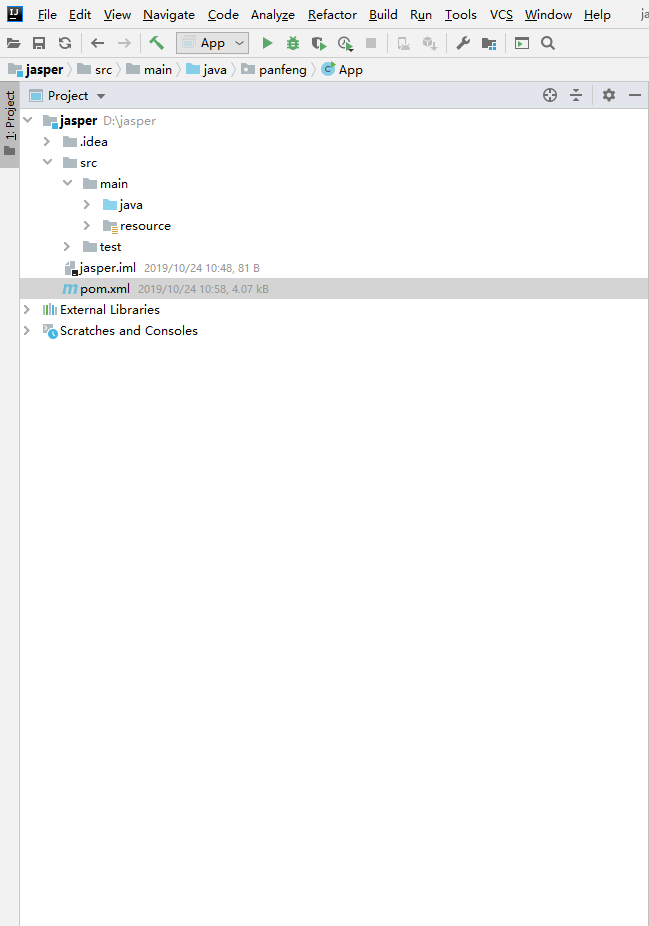 IJ File Edit View Navigate Code Analyze Refactor Build Run Tools VCS Window Help ja
App
jasper src main java panfeng C App
1: Project
Project
jasper D:\jasper
.idea
src
main
java
resource
test
jasper.iml 2019/10/24 10:48, 81 B
m pom.xml 2019/10/24 10:58, 4.07 kB
External Libraries
Scratches and Consoles